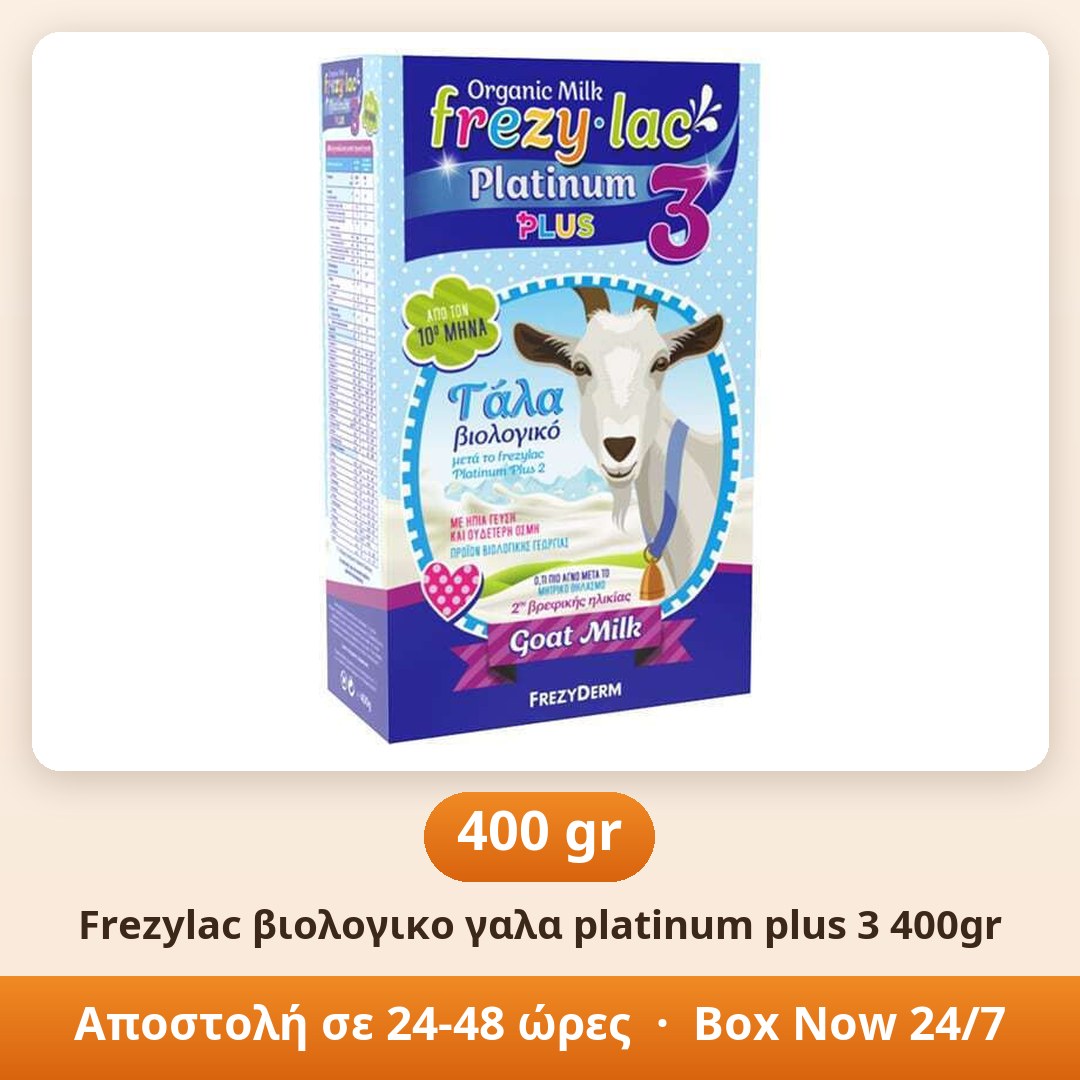 Organic Milk
frezy·lac
Platinum
PLUS
3
ΑΠΟ ΤΟΝ
10ο ΜΗΝΑ
Γάλα
βιολογικό
μετά το frezylac
Platinum Plus 2
ΜΕ ΗΠΙΑ ΓΕΥΣΗ
ΚΑΙ ΟΥΔΕΤΕΡΗ ΟΣΜΗ
ΠΡΟΪΟΝ ΒΙΟΛΟΓΙΚΗΣ ΓΕΩΡΓΙΑΣ
Ο,ΤΙ ΠΙΟ ΑΓΝΟ ΜΕΤΑ ΤΟ
ΜΗΤΡΙΚΟ ΘΗΛΑΣΜΟ
2ης βρεφικής ηλικίας
Goat Milk
FREZYDERM
400 gr
Frezylac βιολογικο γαλα platinum plus 3 400gr
Αποστολή σε 24-48 ώρες · Box Now 24/7